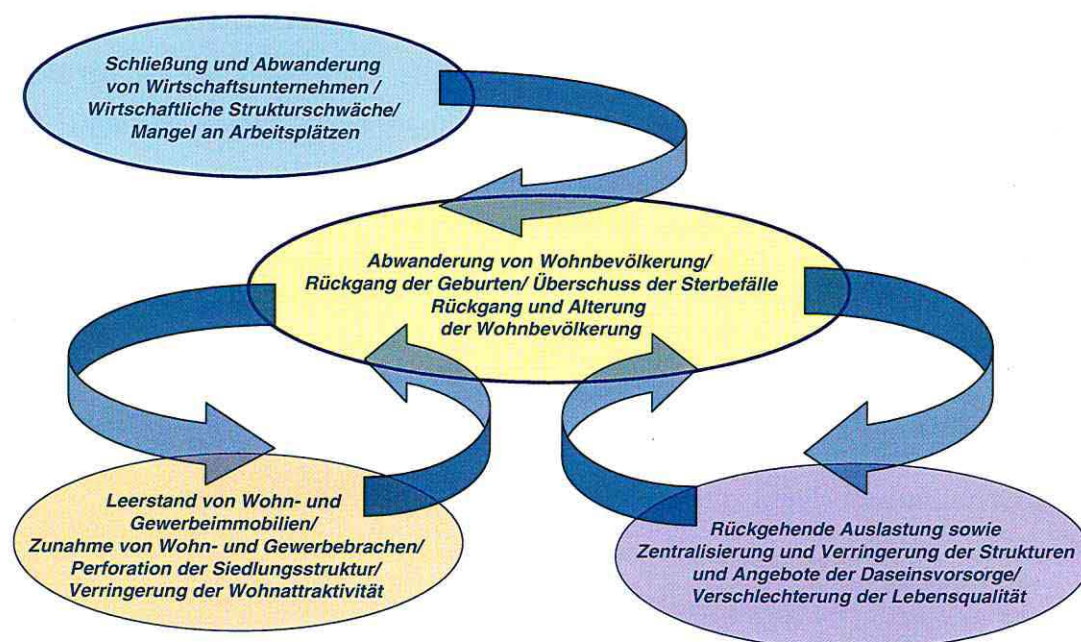 Schließung und Abwanderung
von Wirtschaftsunternehmen /
Wirtschaftliche Strukturschwäche/
Mangel an Arbeitsplätzen
Abwanderung von Wohnbevölkerung/
Rückgang der Geburten/ Überschuss der Sterbefälle
Rückgang und Alterung
der Wohnbevölkerung
Leerstand von Wohn- und
Gewerbeimmobilien/
Zunahme von Wohn- und Gewerbebrachen/
Perforation der Siedlungsstruktur/
Verringerung der Wohnattraktivität
Rückgehende Auslastung sowie
Zentralisierung und Verringerung der Strukturen
und Angebote der Daseinsvorsorge/
Verschlechterung der Lebensqualität